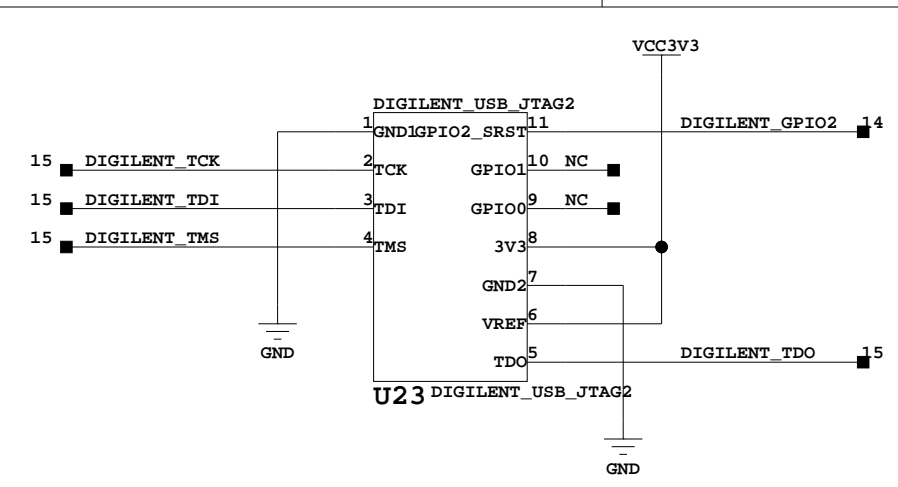 VCC3V3
DIGILENT_USB_JTAG2
1 GND1 GPIO2_SRST 11 DIGILENT_GPIO2 14
15 DIGILENT_TCK 2 TCK GPIO1 10 NC
15 DIGILENT_TDI 3 TDI GPIO0 9 NC
15 DIGILENT_TMS 4 TMS 3V3 8
GND2 7
VREF 6
GND
TDO 5 DIGILENT_TDO 15
U23 DIGILENT_USB_JTAG2
GND